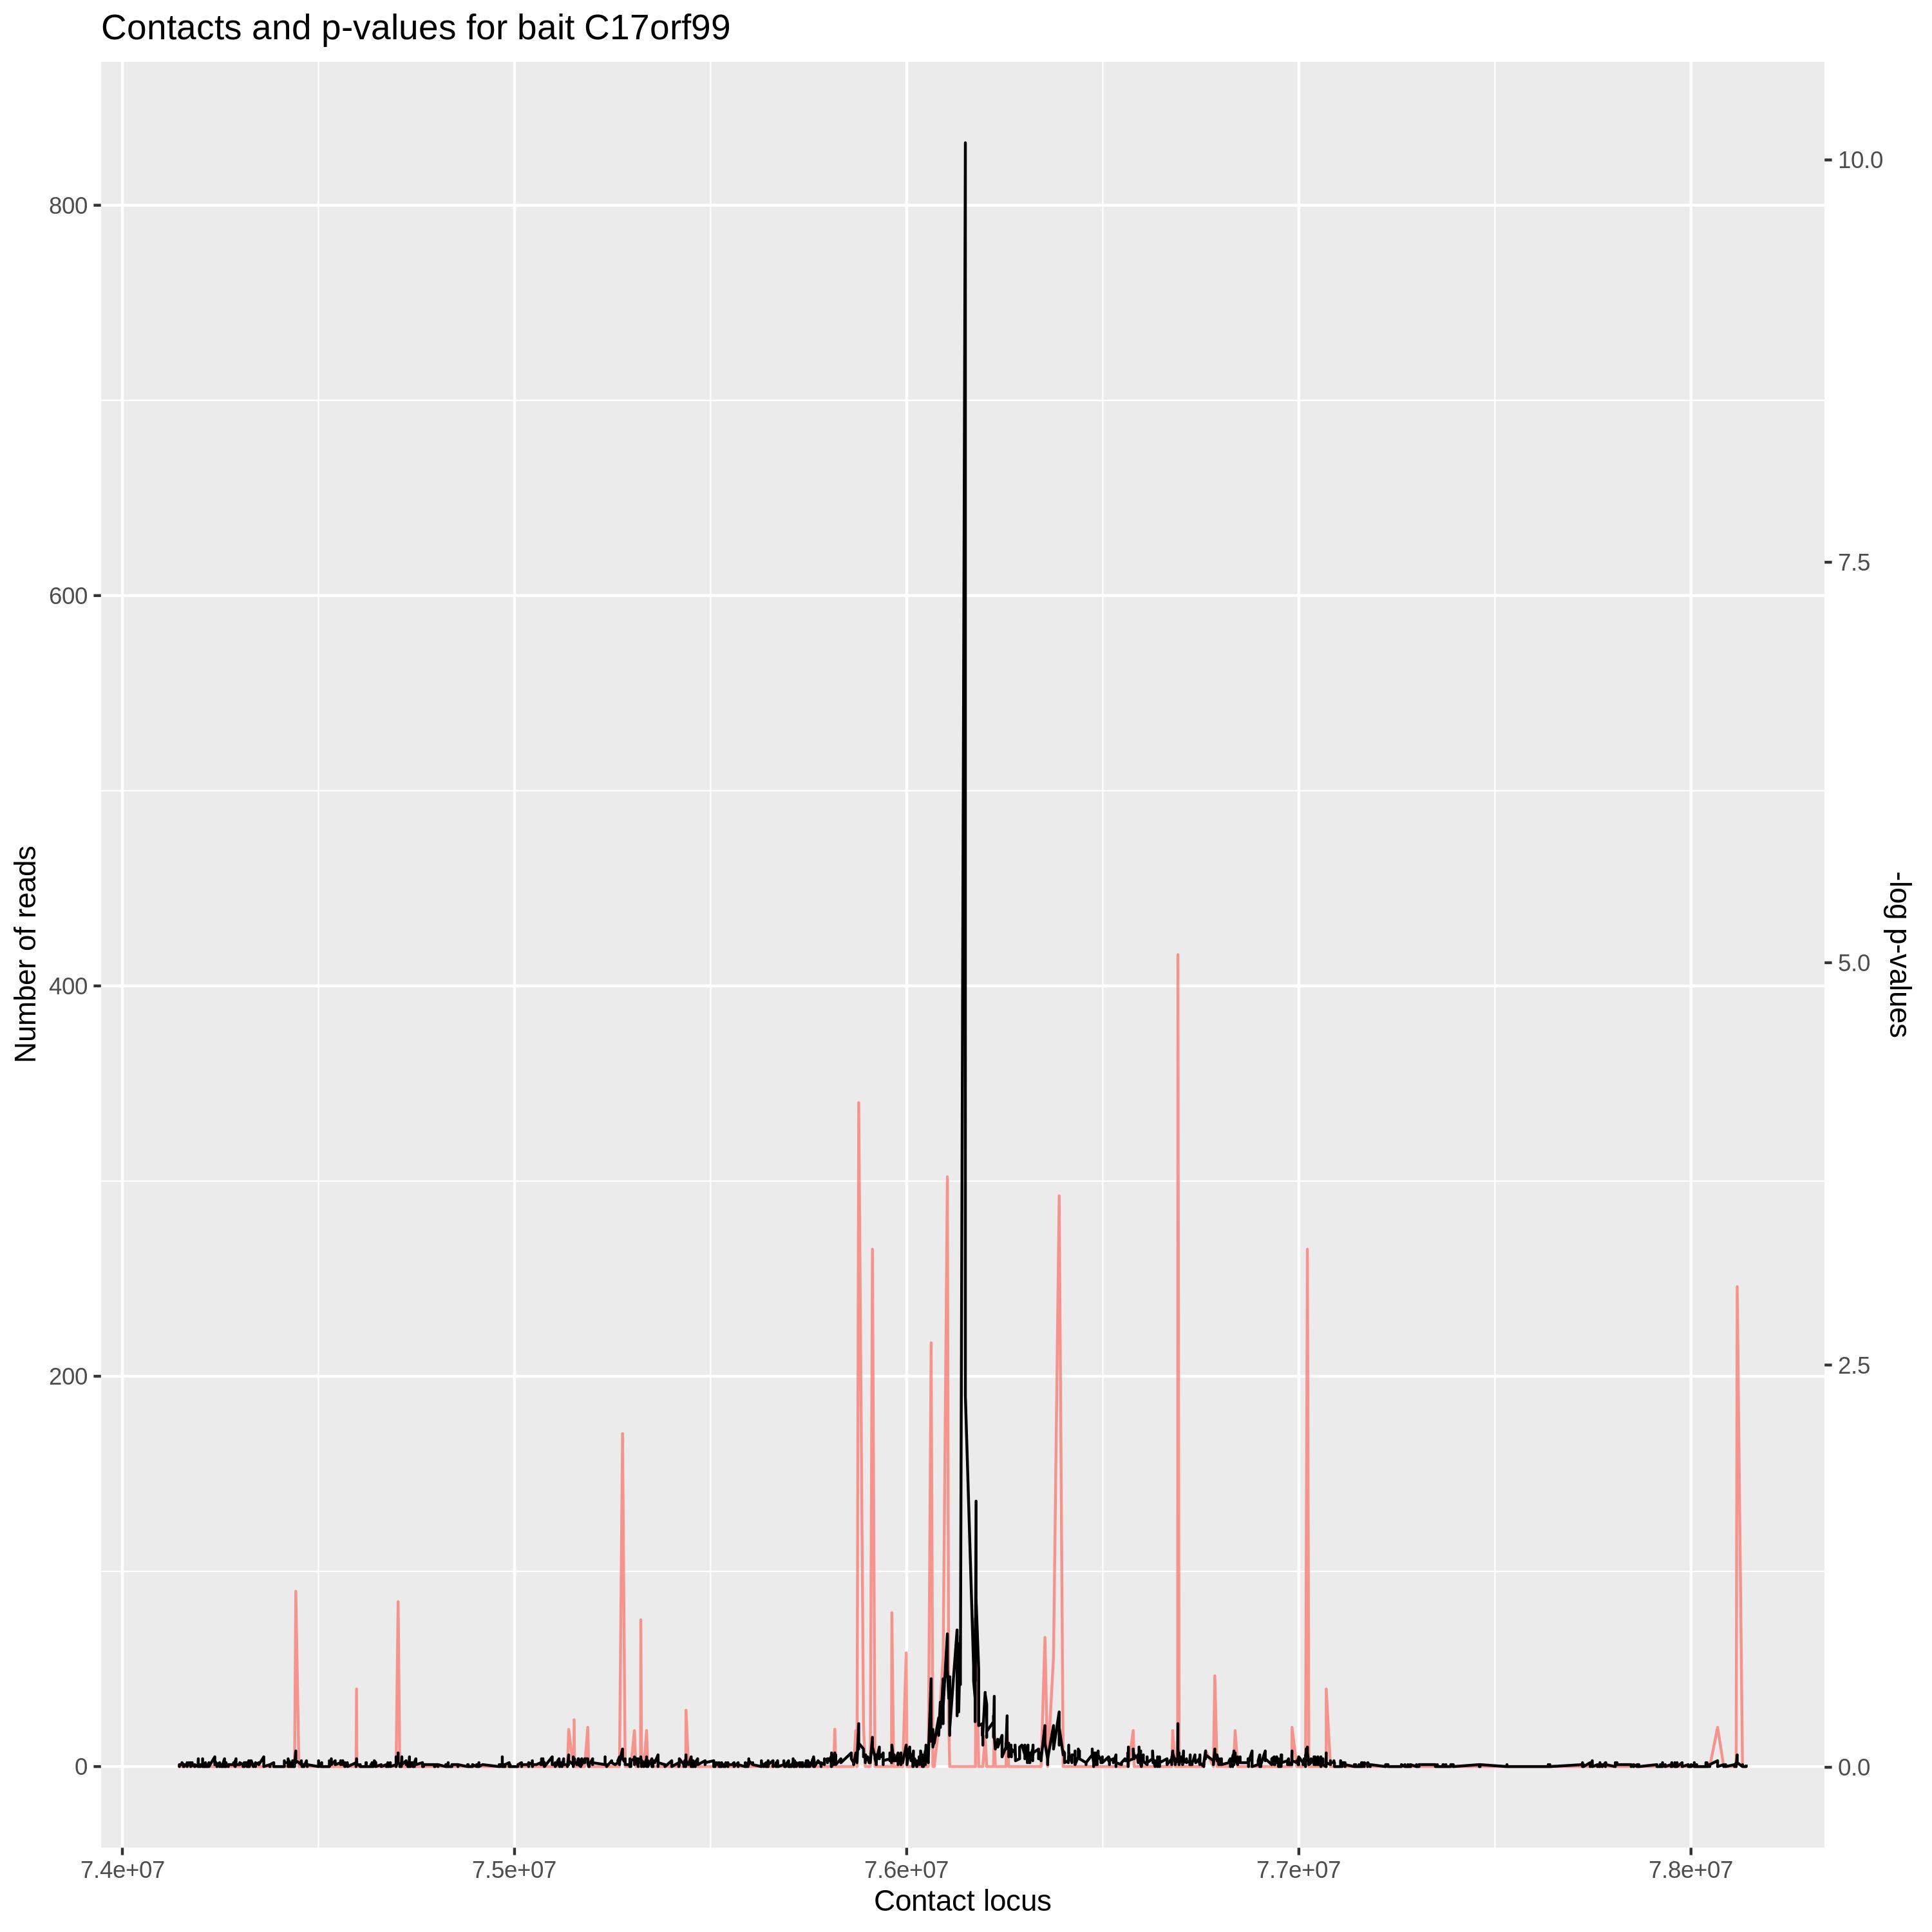 Contacts and p-values for bait C17orf99
800
600
400
200
0
Number of reads
10.0
7.5
5.0
2.5
0.0
-log p-values
7.4e+07 7.5e+07 7.6e+07 7.7e+07 7.8e+07
Contact locus